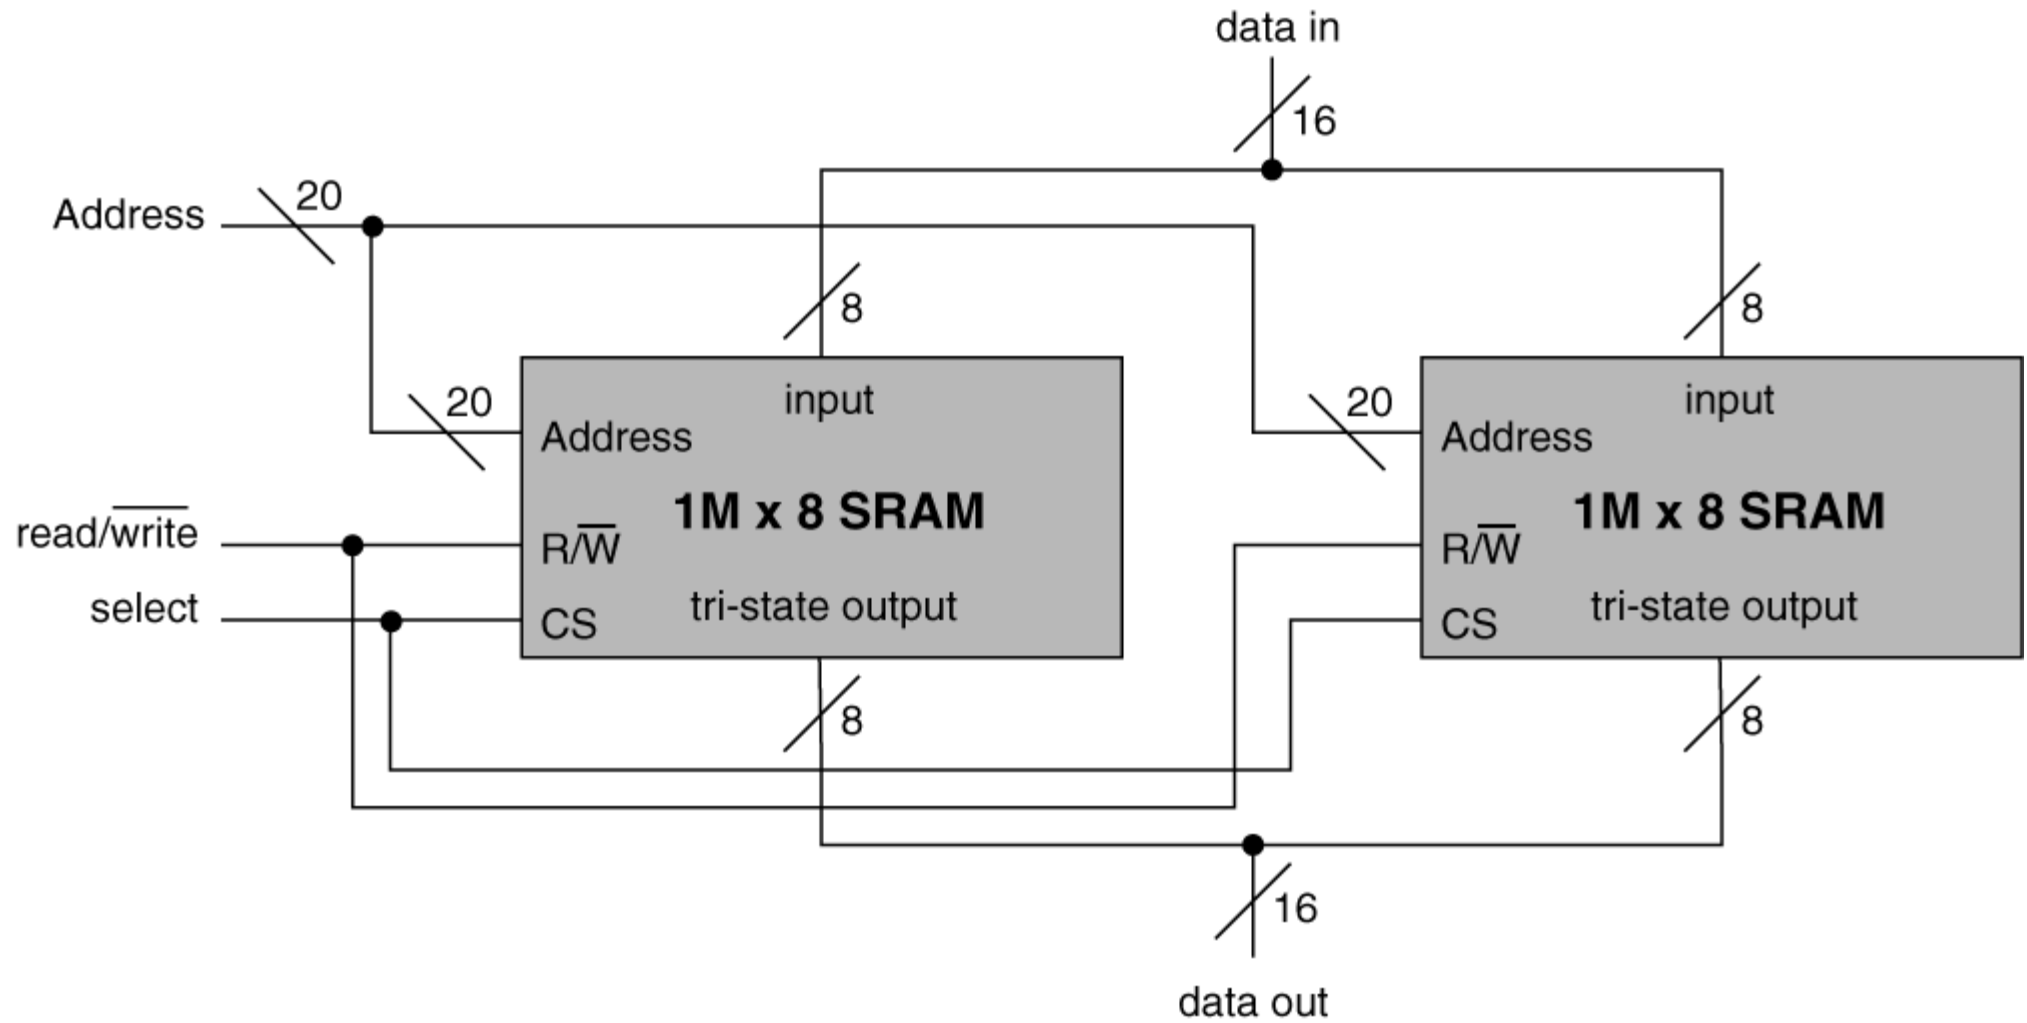 data in
16
Address
20
8
8
20
input
Address
1M x 8 SRAM
R/W̅
tri-state output
CS
20
input
Address
1M x 8 SRAM
R/W̅
tri-state output
CS
read/w̅r̅i̅t̅e̅
select
8
8
16
data out